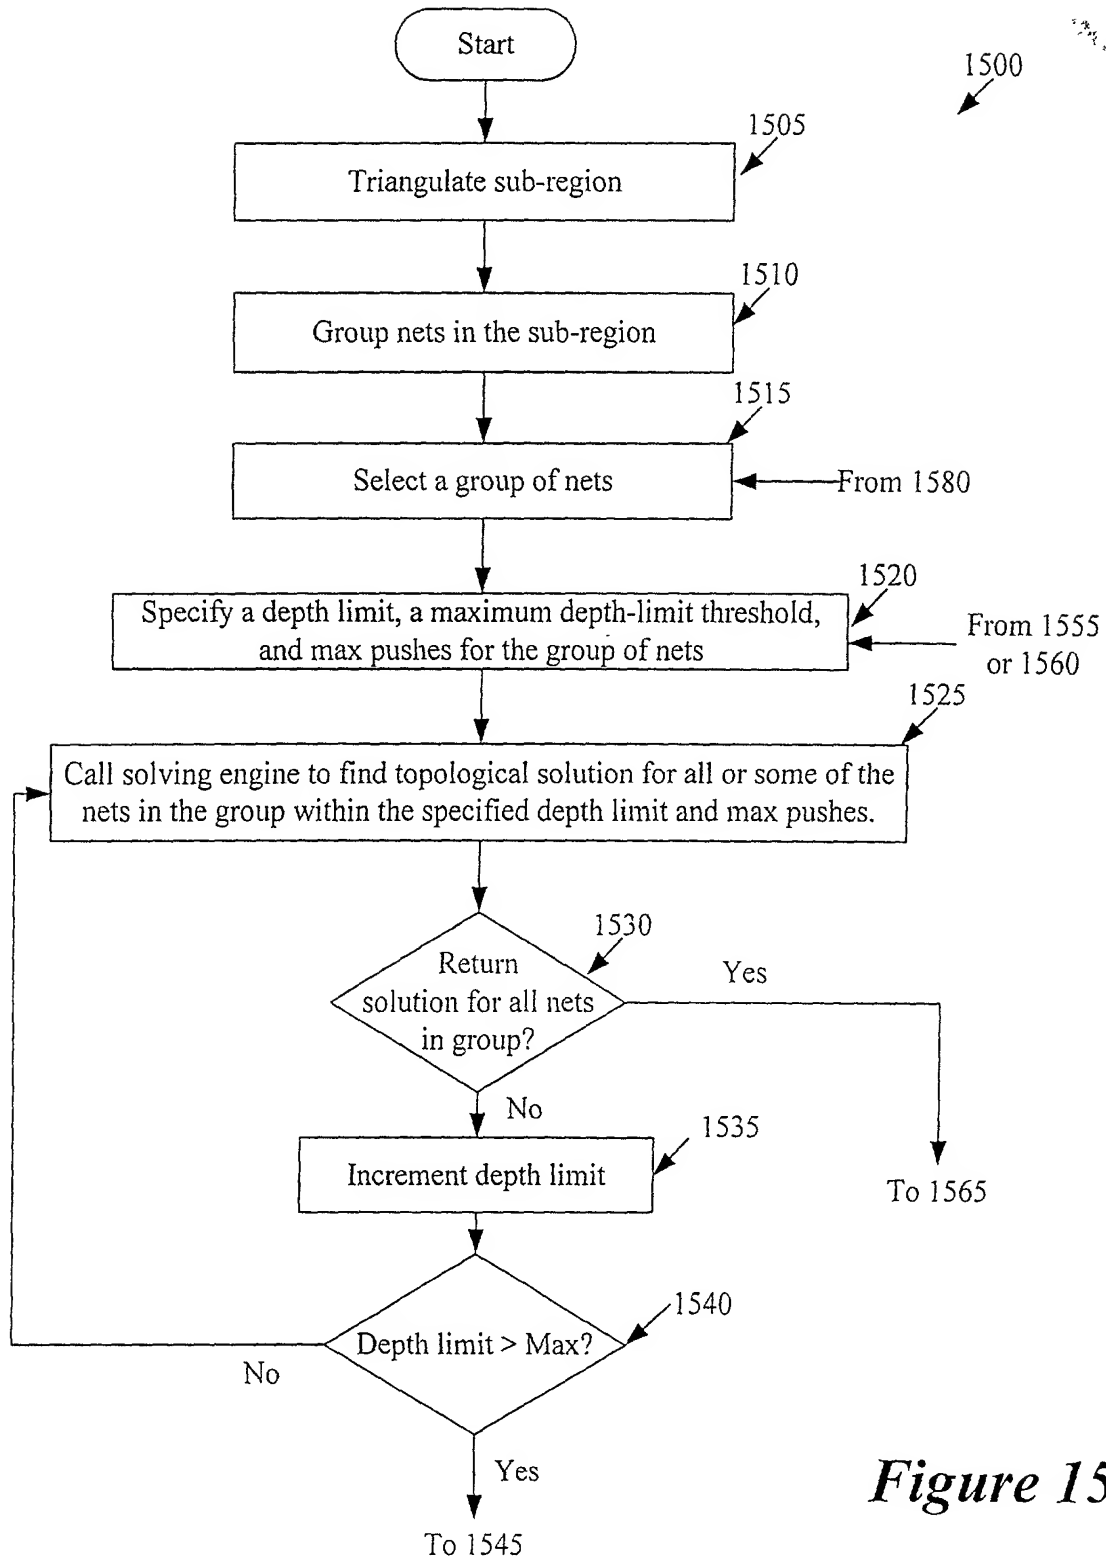 Start
1500
1505
Triangulate sub-region
1510
Group nets in the sub-region
1515
Select a group of nets
From 1580
1520
Specify a depth limit, a maximum depth-limit threshold,
and max pushes for the group of nets
From 1555
or 1560
1525
Call solving engine to find topological solution for all or some of the
nets in the group within the specified depth limit and max pushes.
1530
Return
solution for all nets
in group?
Yes
No
1535
Increment depth limit
To 1565
1540
Depth limit > Max?
No
Yes
To 1545
Figure 15